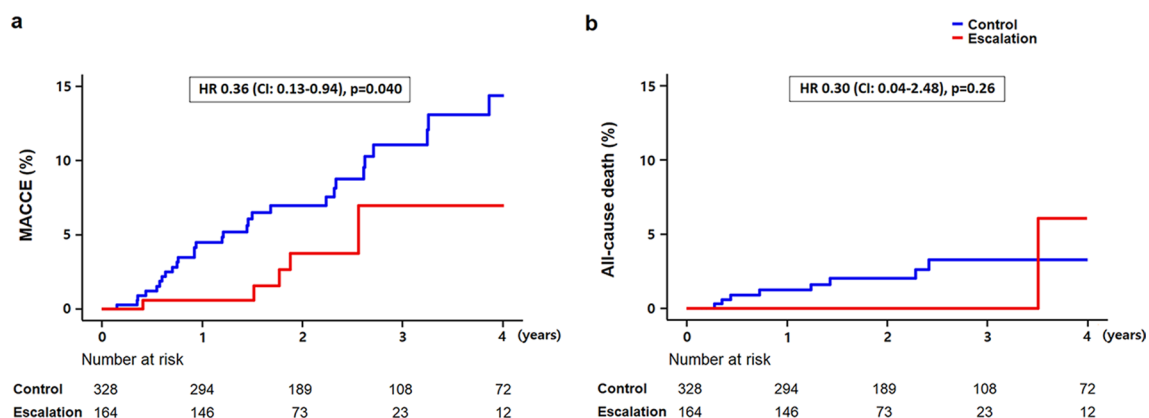 a
b
Control
Escalation
HR 0.36 (CI: 0.13-0.94), p=0.040
MACCE (%)
15
10
5
0
0 1 2 3 4 (years)
Number at risk
Control 328 294 189 108 72
Escalation 164 146 73 23 12
HR 0.30 (CI: 0.04-2.48), p=0.26
All-cause death (%)
15
10
5
0
0 1 2 3 4 (years)
Number at risk
Control 328 294 189 108 72
Escalation 164 146 73 23 12